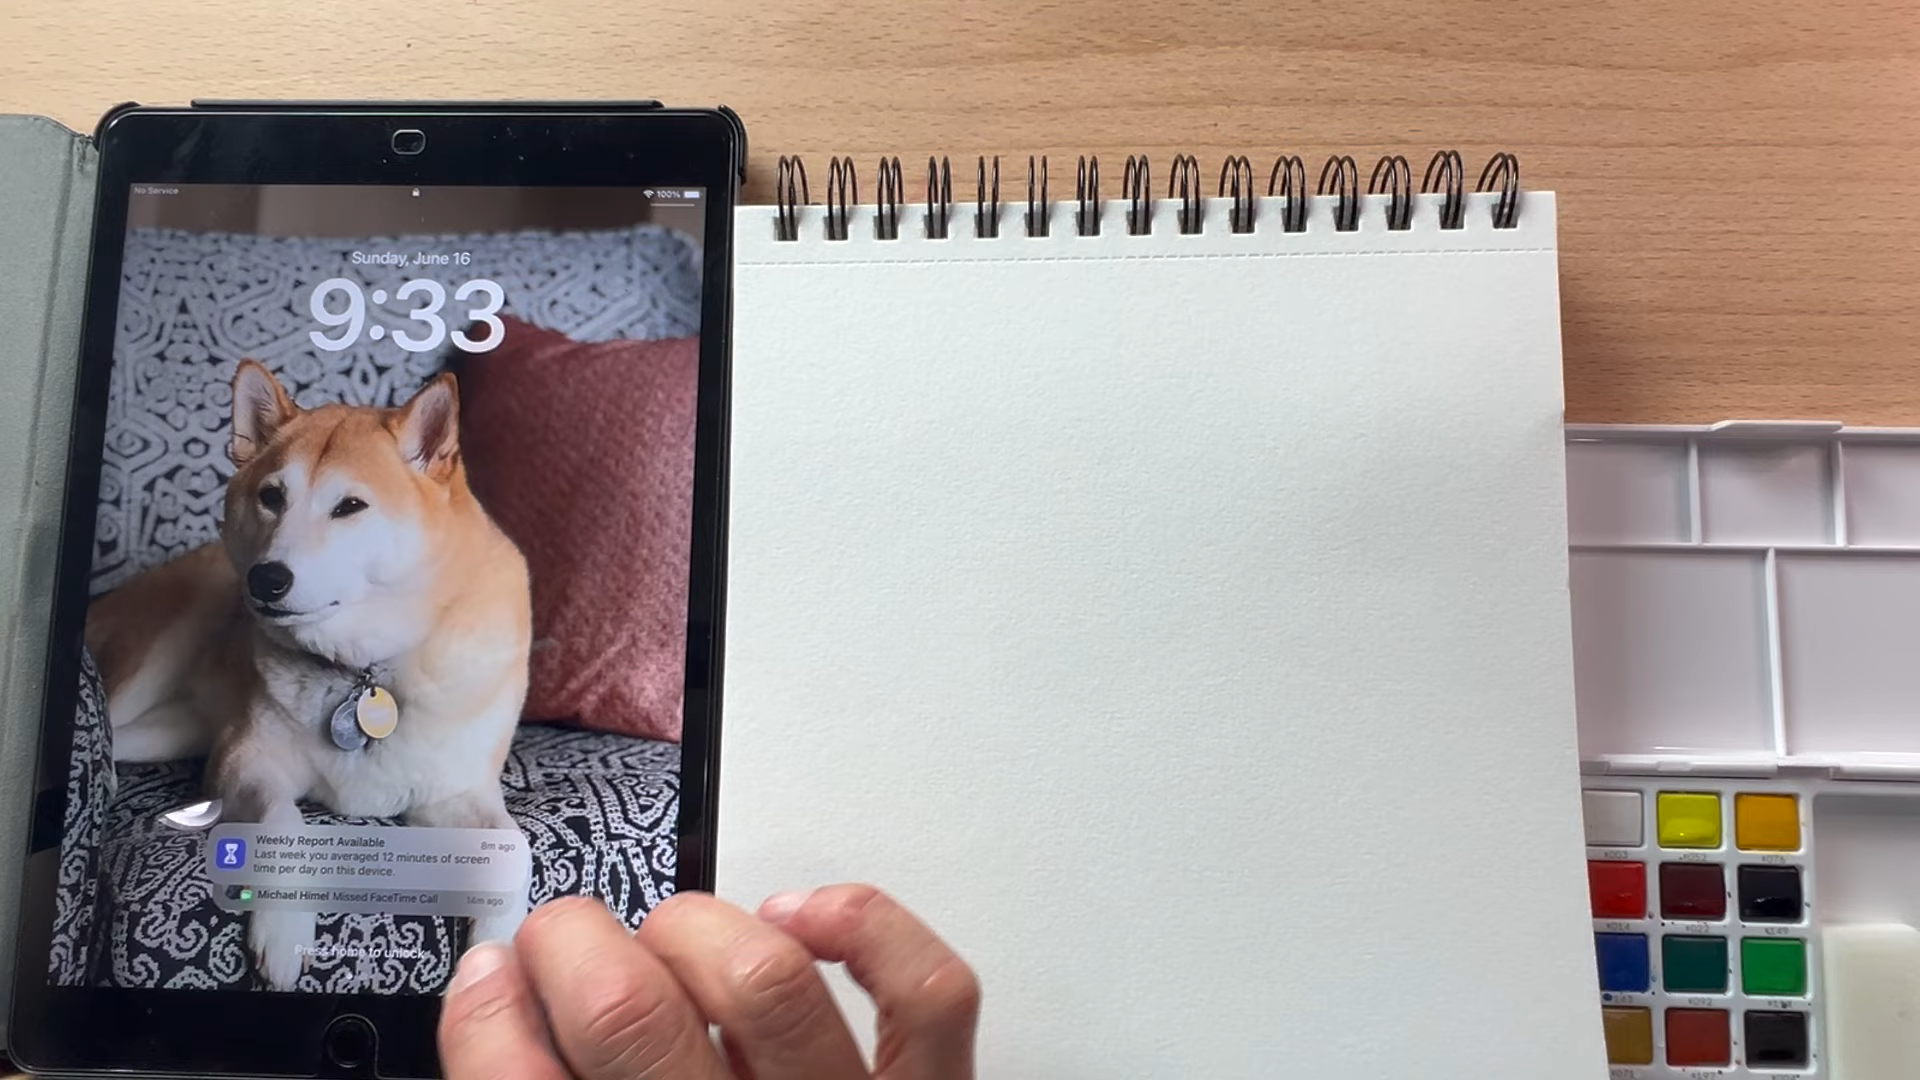 No Service
100%
Sunday, June 16
9:33
Weekly Report Available
8m ago
Last week you averaged 12 minutes of screen
time per day on this device.
Michael Himel Missed FaceTime Call
14m ago
Press home to unlock